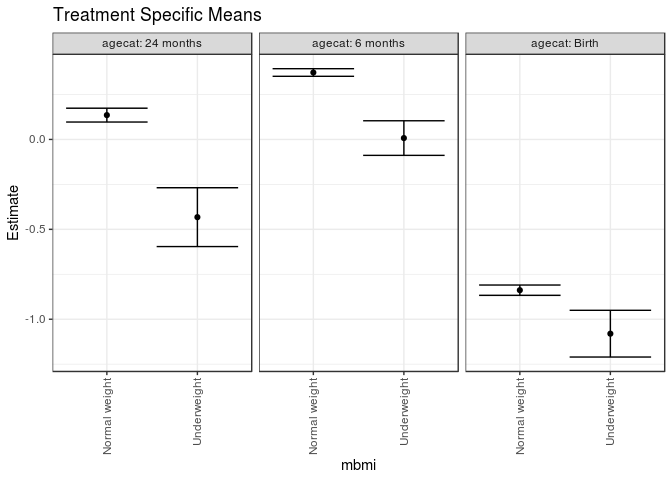 Treatment Specific Means
agecat: 24 months
agecat: 6 months
agecat: Birth
Estimate
0.0
-0.5
-1.0
Normal weight
Underweight
Normal weight
Underweight
Normal weight
Underweight
mbmi